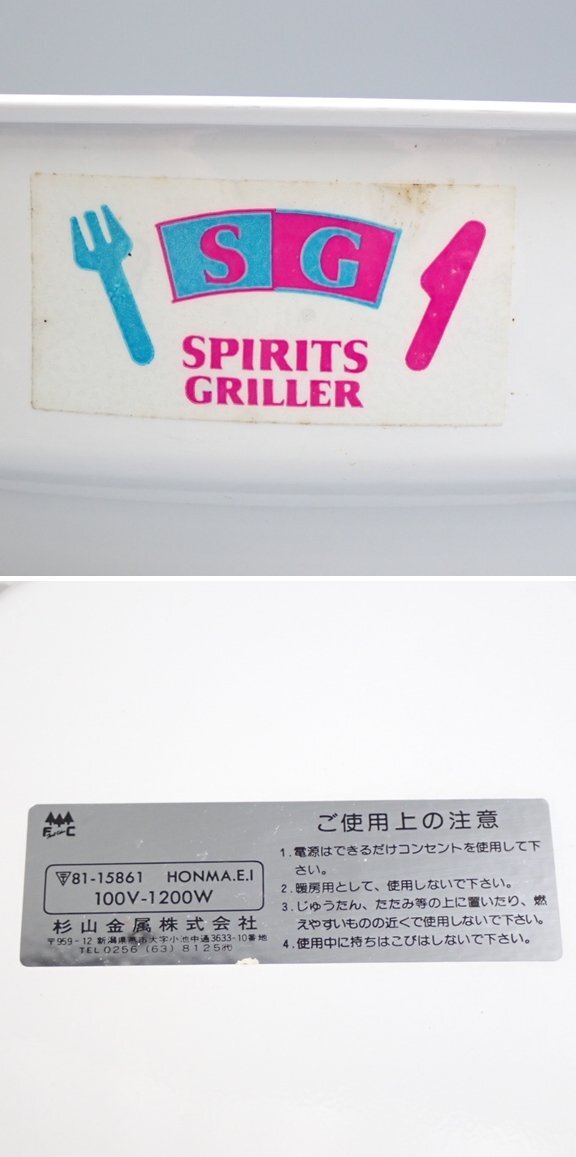 S G
SPIRITS
GRILLER
ご使用上の注意
1.電源はできるだけコンセントを使用して下
さい。
2.暖房用として、使用しないで下さい。
3.じゅうたん、たたみ等の上に置いたり、燃
えやすいものの近くで使用しないで下さい。
4.使用中に持ちはこびはしないで下さい。
81-15861 HONMA.E.I
100V-1200W
杉山金属株式会社
〒959-12 新潟県燕市大字小池中通3633-10番地
TEL0256(63)8125㈹